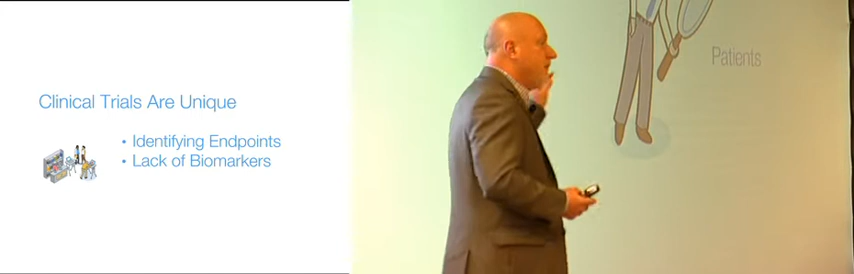 Clinical Trials Are Unique
• Identifying Endpoints
• Lack of Biomarkers
Patients